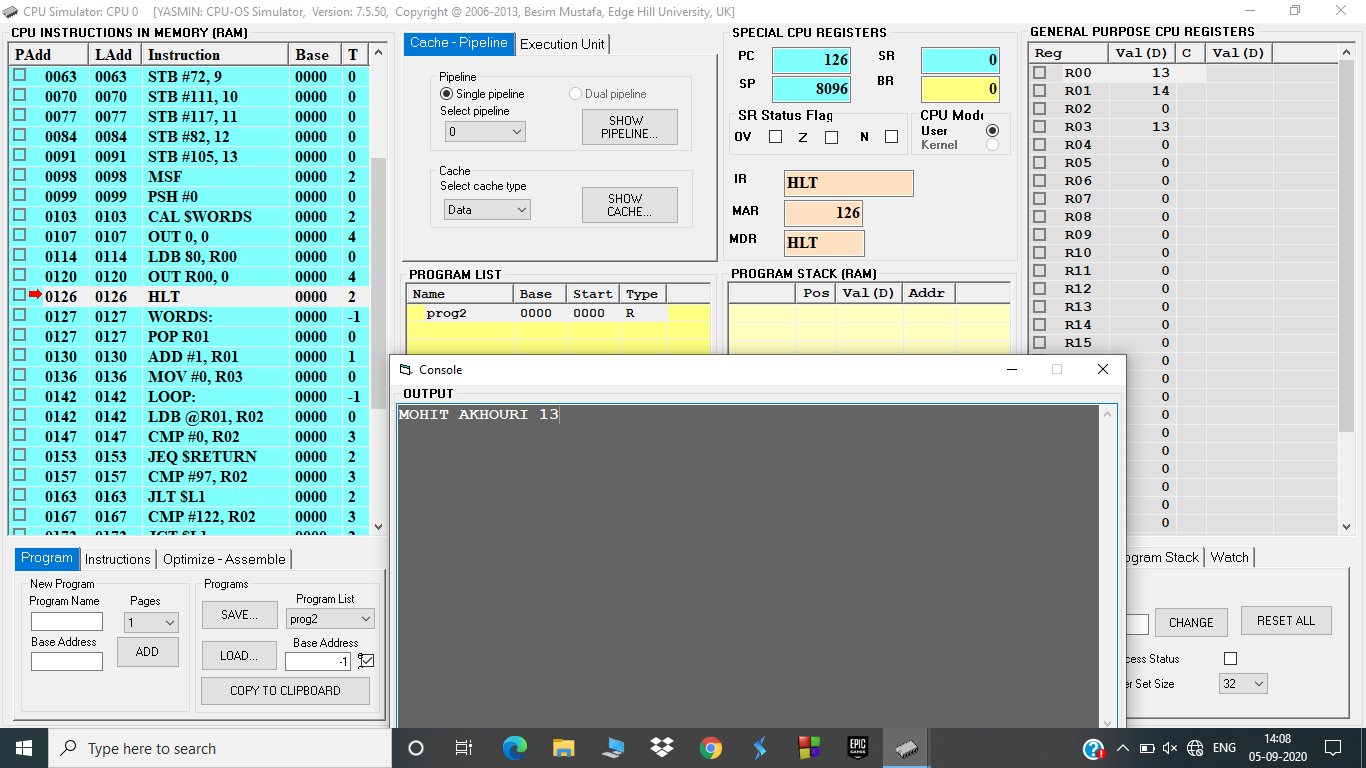 CPU Simulator: CPU 0 [YASMIN: CPU-OS Simulator, Version: 7.5.50, Copyright @ 2006-2013, Besim Mustafa, Edge Hill University, UK]
CPU INSTRUCTIONS IN MEMORY (RAM)
PAdd LAdd Instruction Base T
0063 0063 STB #72, 9 0000 0
0070 0070 STB #111, 10 0000 0
0077 0077 STB #117, 11 0000 0
0084 0084 STB #82, 12 0000 0
0091 0091 STB #105, 13 0000 0
0098 0098 MSF 0000 2
0099 0099 PSH #0 0000 0
0103 0103 CAL $WORDS 0000 2
0107 0107 OUT 0, 0 0000 4
0114 0114 LDB 80, R00 0000 0
0120 0120 OUT R00, 0 0000 4
0126 0126 HLT 0000 2
0127 0127 WORDS: 0000 -1
0127 0127 POP R01 0000 0
0130 0130 ADD #1, R01 0000 1
0136 0136 MOV #0, R03 0000 0
0142 0142 LOOP: 0000 -1
0142 0142 LDB @R01, R02 0000 0
0147 0147 CMP #0, R02 0000 3
0153 0153 JEQ $RETURN 0000 2
0157 0157 CMP #97, R02 0000 3
0163 0163 JLT $L1 0000 2
0167 0167 CMP #122, R02 0000 3
Cache - Pipeline Execution Unit
Pipeline
Single pipeline Dual pipeline
Select pipeline
0
SHOW PIPELINE...
Cache
Select cache type
Data
SHOW CACHE...
PROGRAM LIST
Name Base Start Type
prog2 0000 0000 R
SPECIAL CPU REGISTERS
PC 126 SR 0
SP 8096 BR 0
SR Status Flag
OV Z N
CPU Mode
User
Kernel
IR HLT
MAR 126
MDR HLT
PROGRAM STACK (RAM)
Pos Val(D) Addr
GENERAL PURPOSE CPU REGISTERS
Reg Val(D) C Val(D)
R00 13
R01 14
R02 0
R03 13
R04 0
R05 0
R06 0
R07 0
R08 0
R09 0
R10 0
R11 0
R12 0
R13 0
R14 0
R15 0
0
0
0
0
0
0
0
0
0
0
Console
OUTPUT
MOHIT AKHOURI 13
Program Instructions Optimize - Assemble
New Program
Program Name Pages
1
Base Address
ADD
Programs
SAVE...
Program List
prog2
LOAD...
Base Address
-1
COPY TO CLIPBOARD
ogram Stack Watch
CHANGE RESET ALL
cess Status
er Set Size 32
Type here to search
EPIC GAMES
ENG
14:08
05-09-2020